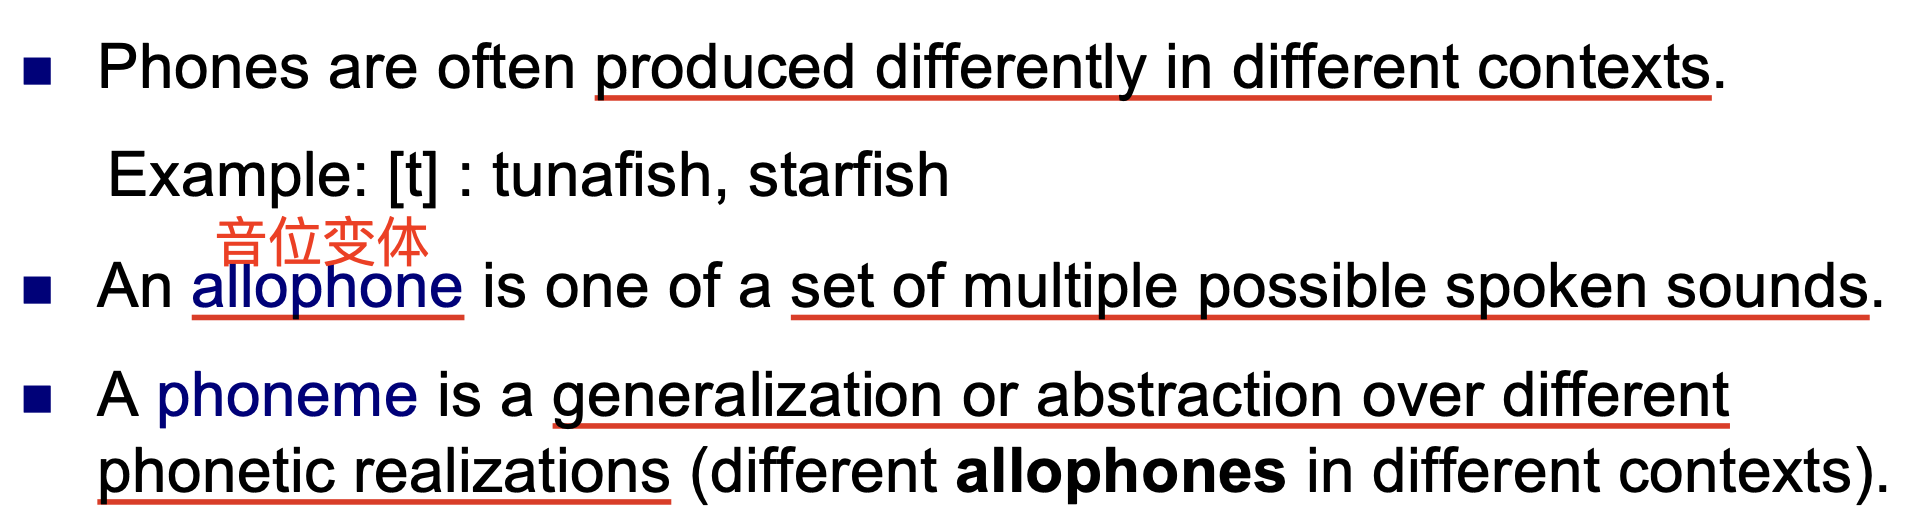 Phones are often produced differently in different contexts.
Example: [t] : tunafish, starfish
音位变体
An allophone is one of a set of multiple possible spoken sounds.
A phoneme is a generalization or abstraction over different
phonetic realizations (different allophones in different contexts).